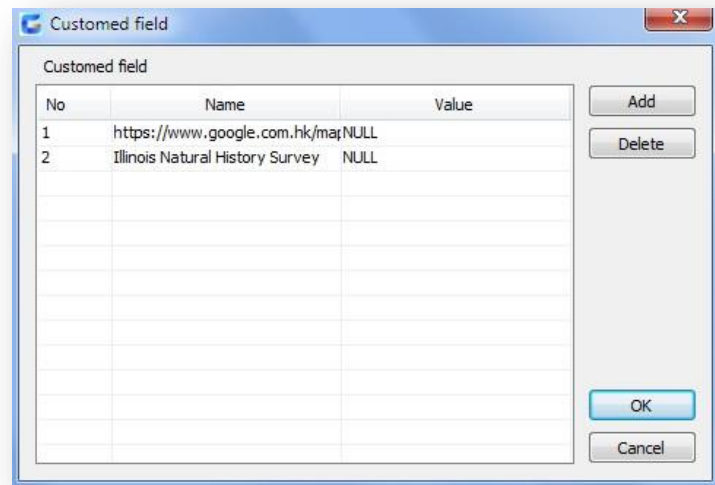 Customed field
Customed field
No Name Value Add
1 https://www.google.com.hk/map NULL
Delete
2 Illinois Natural History Survey NULL
OK
Cancel